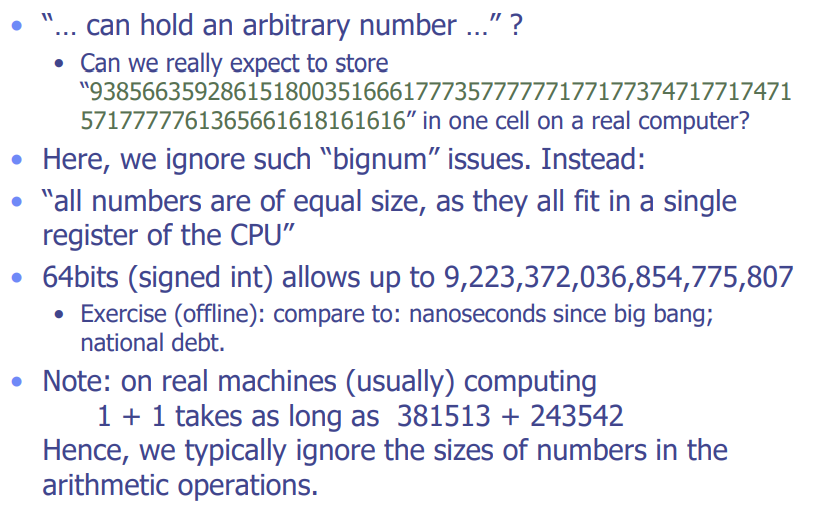 • “… can hold an arbitrary number …” ?
• Can we really expect to store
“93856635928615180035166617773577777717717737471771747​1
57177777613656616181616​16” in one cell on a real computer?
• Here, we ignore such “bignum” issues. Instead:
• “all numbers are of equal size, as they all fit in a single
register of the CPU”
• 64bits (signed int) allows up to 9,223,372,036,854,775,807
• Exercise (offline): compare to: nanoseconds since big bang;
national debt.
• Note: on real machines (usually) computing
1 + 1 takes as long as 381513 + 243542
Hence, we typically ignore the sizes of numbers in the
arithmetic operations.